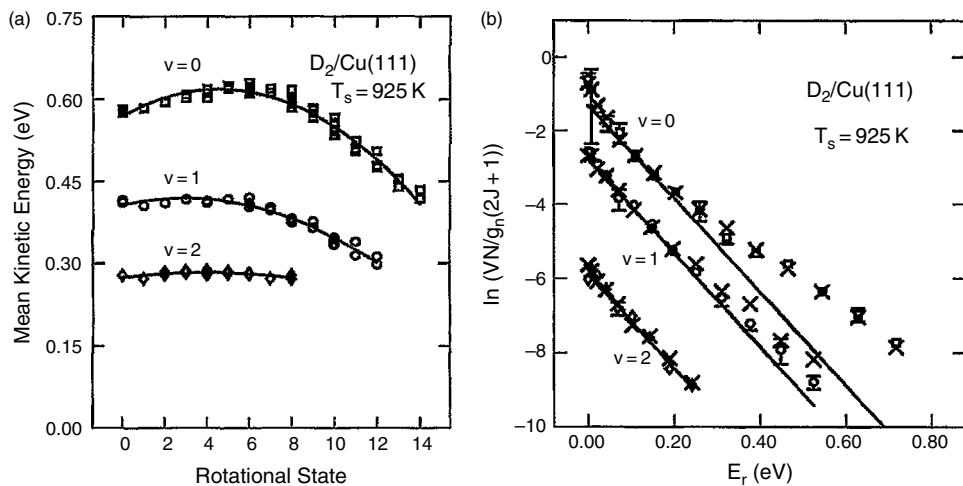 (a)
0.75
0.60
0.45
0.30
0.15
0.00
Mean Kinetic Energy (eV)
v = 0
D₂/Cu(111)
Tₛ = 925 K
v = 1
v = 2
0 2 4 6 8 10 12 14
Rotational State
(b)
0
−2
−4
−6
−8
−10
ln (VN/gₙ(2J + 1))
D₂/Cu(111)
Tₛ = 925 K
v = 0
v = 1
v = 2
0.00 0.20 0.40 0.60 0.80
Eᵣ (eV)